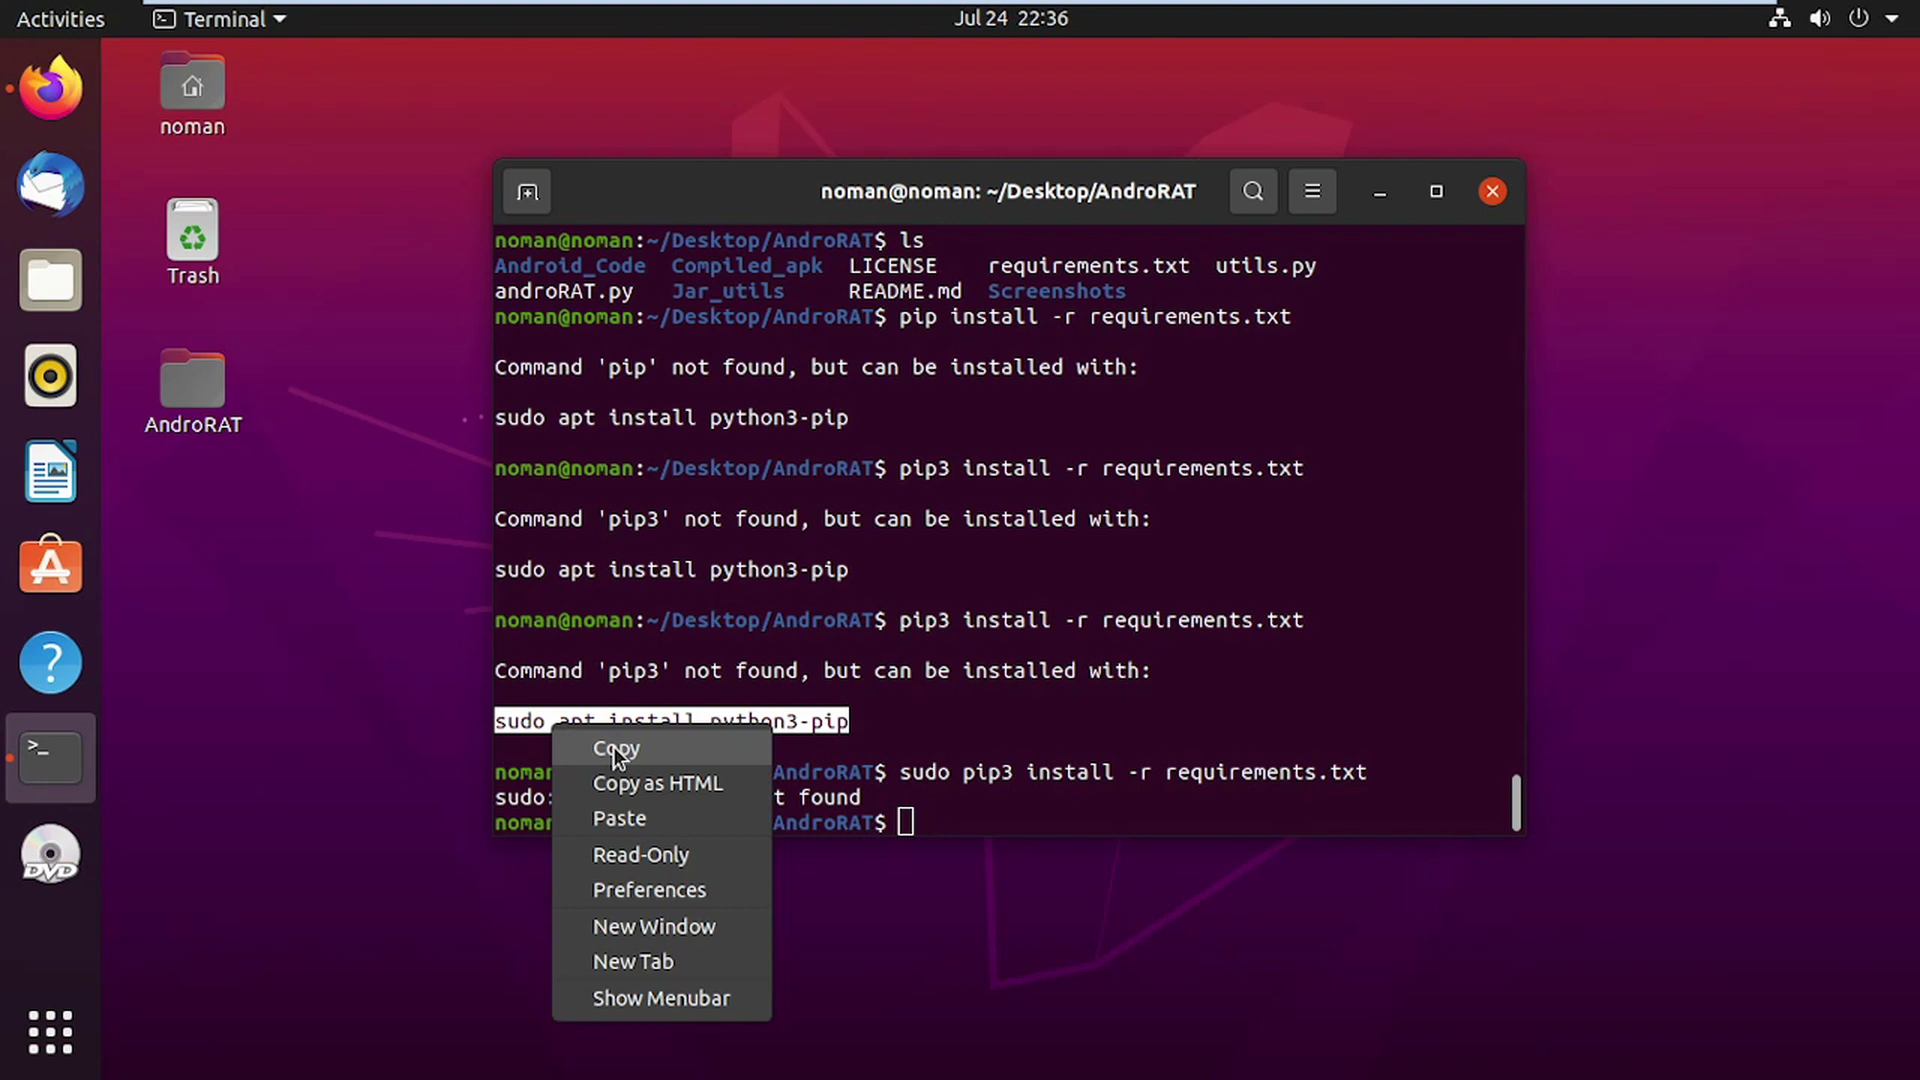 Activities
Terminal
Jul 24 22:36
noman
Trash
AndroRAT
noman@noman: ~/Desktop/AndroRAT
noman@noman:~/Desktop/AndroRAT$ ls
Android_Code Compiled_apk LICENSE requirements.txt utils.py
androRAT.py Jar_utils README.md Screenshots
noman@noman:~/Desktop/AndroRAT$ pip install -r requirements.txt
Command 'pip' not found, but can be installed with:
sudo apt install python3-pip
noman@noman:~/Desktop/AndroRAT$ pip3 install -r requirements.txt
Command 'pip3' not found, but can be installed with:
sudo apt install python3-pip
noman@noman:~/Desktop/AndroRAT$ pip3 install -r requirements.txt
Command 'pip3' not found, but can be installed with:
sudo apt install python3-pip
noman AndroRAT$ sudo pip3 install -r requirements.txt
sudo: t found
noman AndroRAT$
Copy
Copy as HTML
Paste
Read-Only
Preferences
New Window
New Tab
Show Menubar
DVD